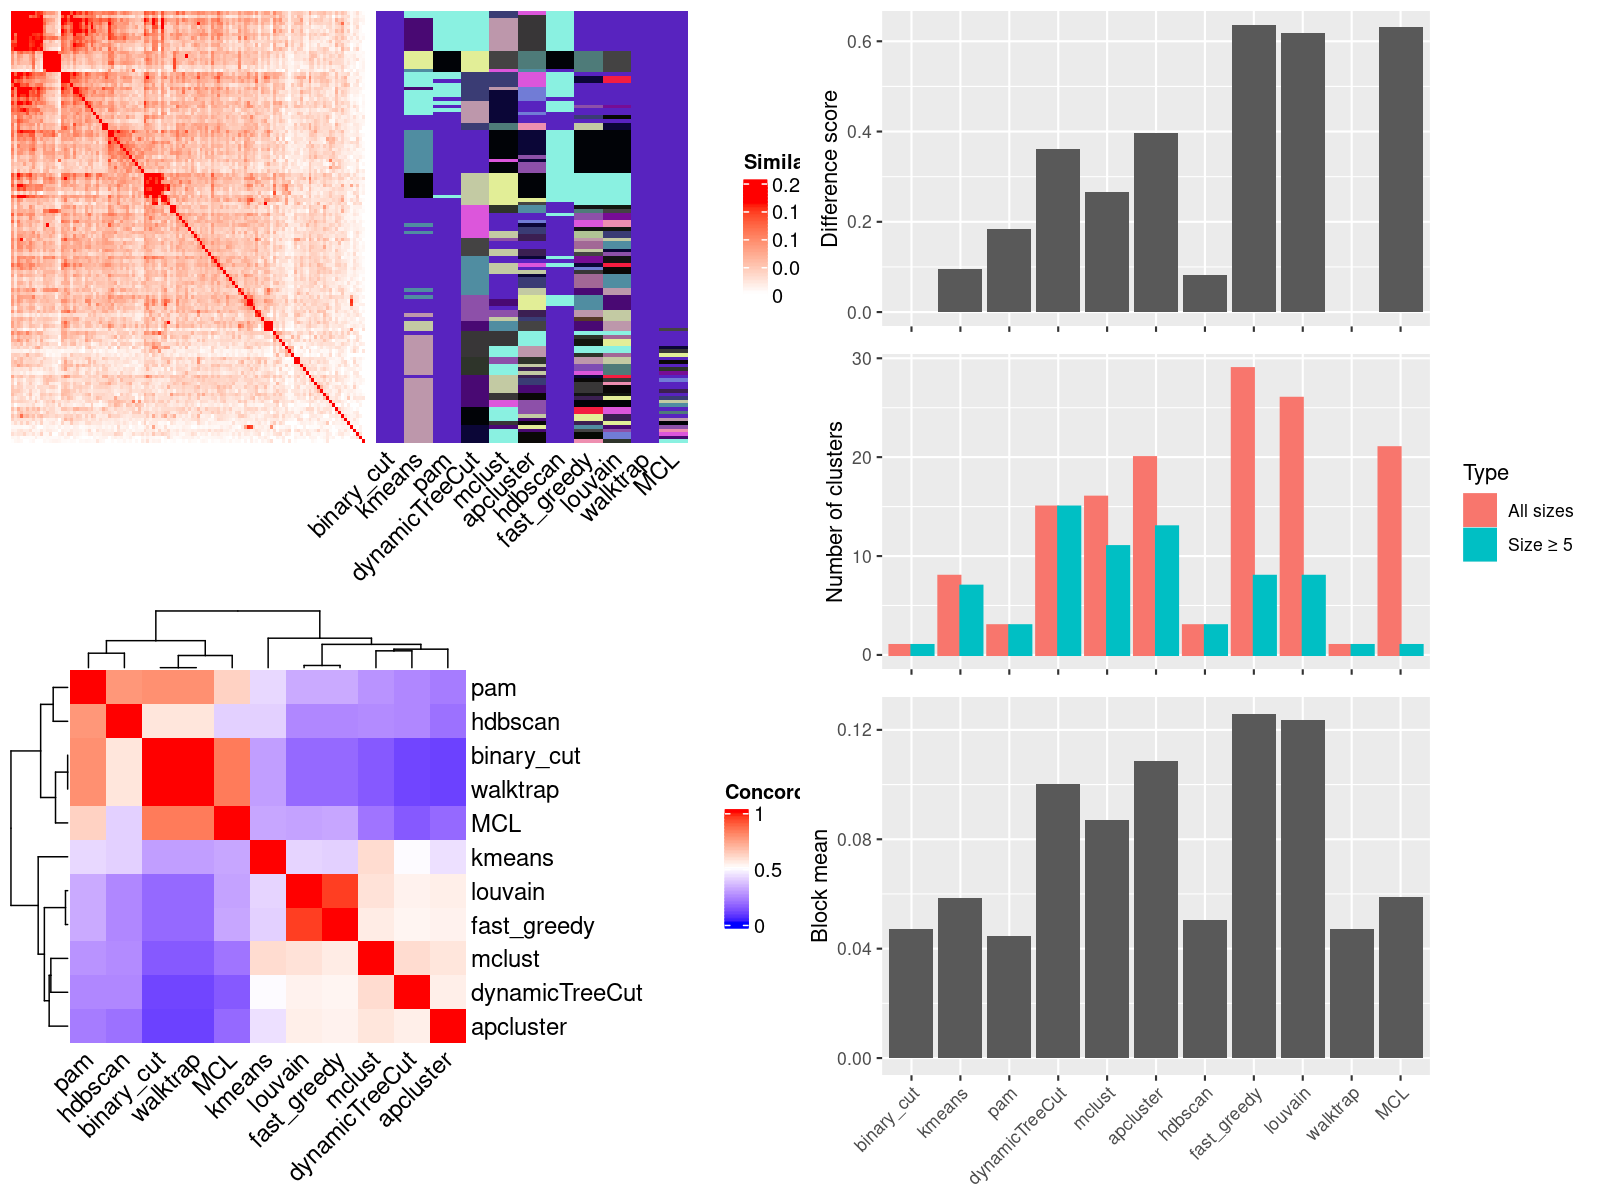 Simila
0.2
0.1
0.1
0.0
0
binary_cut
kmeans
pam
dynamicTreeCut
mclust
apcluster
hdbscan
fast_greedy
louvain
walktrap
MCL
pam
hdbscan
binary_cut
walktrap
MCL
kmeans
louvain
fast_greedy
mclust
dynamicTreeCut
apcluster
pam
hdbscan
binary_cut
walktrap
MCL
kmeans
louvain
fast_greedy
mclust
dynamicTreeCut
apcluster
Concord
1
0.5
0
Difference score
0.6
0.4
0.2
0.0
Number of clusters
30
20
10
0
Type
All sizes
Size ≥ 5
Block mean
0.12
0.08
0.04
0.00
binary_cut
kmeans
pam
dynamicTreeCut
mclust
apcluster
hdbscan
fast_greedy
louvain
walktrap
MCL